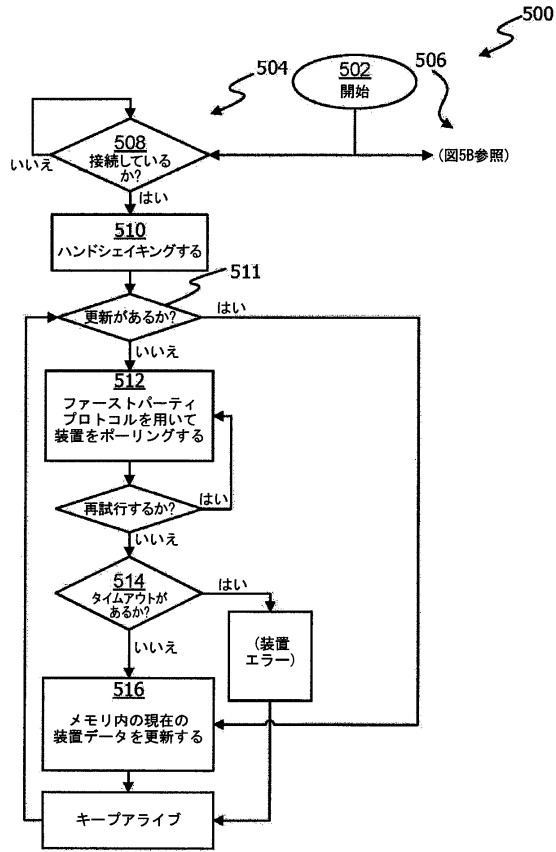 500
504
502
開始
506
508
接続している
か?
いいえ
(図5B参照)
はい
510
ハンドシェイキングする
511
更新があるか?
はい
いいえ
512
ファーストパーティ
プロトコルを用いて
装置をポーリングする
再試行するか?
はい
いいえ
514
タイムアウトが
あるか?
はい
いいえ
(装置
エラー)
516
メモリ内の現在の
装置データを更新する
キープアライブ